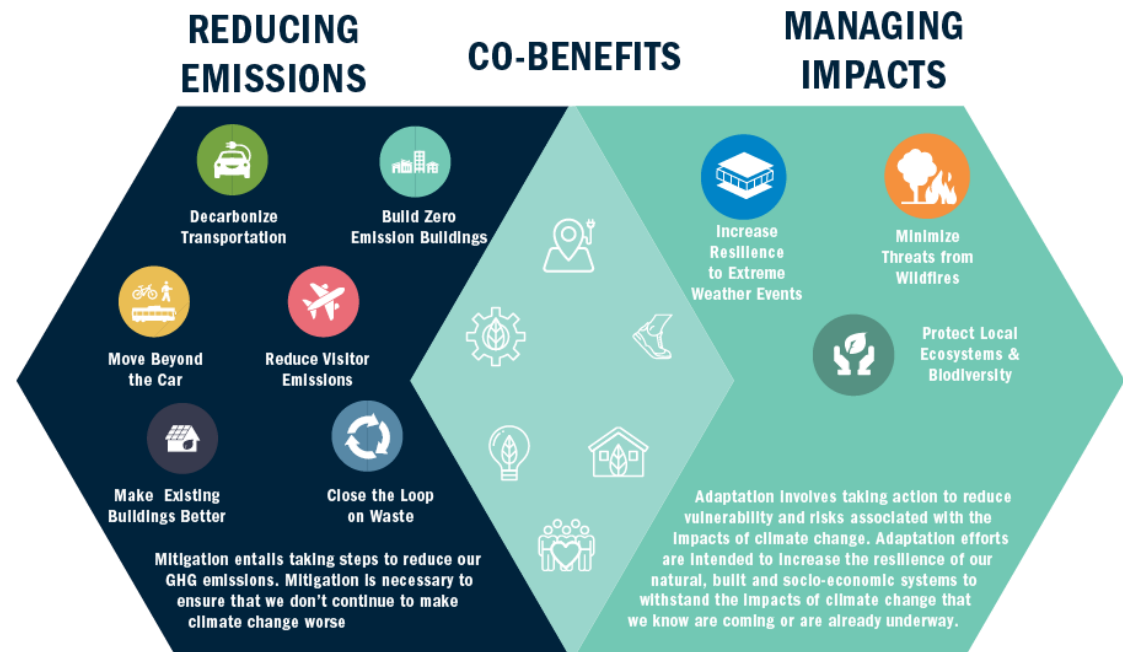 REDUCING
EMISSIONS
CO-BENEFITS
MANAGING
IMPACTS
Decarbonize
Transportation
Build Zero
Emission Buildings
Move Beyond
the Car
Reduce Visitor
Emissions
Make Existing
Buildings Better
Close the Loop
on Waste
Mitigation entails taking steps to reduce our
GHG emissions. Mitigation is necessary to
ensure that we don't continue to make
climate change worse
Increase
Resilience
to Extreme
Weather Events
Minimize
Threats from
Wildfires
Protect Local
Ecosystems &
Biodiversity
Adaptation involves taking action to reduce
vulnerability and risks associated with the
impacts of climate change. Adaptation efforts
are intended to increase the resilience of our
natural, built and socio-economic systems to
withstand the impacts of climate change that
we know are coming or are already underway.